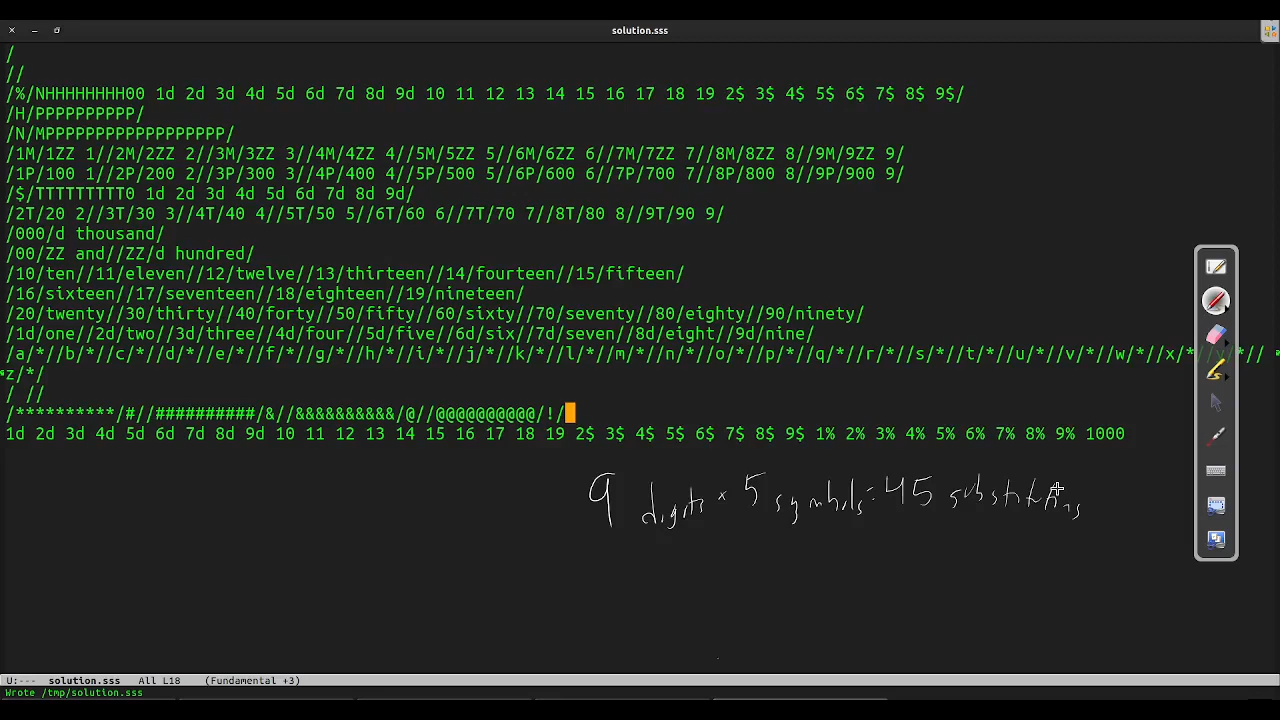 solution.sss
/
//
/%/NHHHHHHHH00 1d 2d 3d 4d 5d 6d 7d 8d 9d 10 11 12 13 14 15 16 17 18 19 2$ 3$ 4$ 5$ 6$ 7$ 8$ 9$/
/H/PPPPPPPPPP/
/N/MPPPPPPPPPPPPPPPPPP/
/1M/1ZZ 1//2M/2ZZ 2//3M/3ZZ 3//4M/4ZZ 4//5M/5ZZ 5//6M/6ZZ 6//7M/7ZZ 7//8M/8ZZ 8//9M/9ZZ 9/
/1P/100 1//2P/200 2//3P/300 3//4P/400 4//5P/500 5//6P/600 6//7P/700 7//8P/800 8//9P/900 9/
/$/TTTTTTTTT0 1d 2d 3d 4d 5d 6d 7d 8d 9d/
/2T/20 2//3T/30 3//4T/40 4//5T/50 5//6T/60 6//7T/70 7//8T/80 8//9T/90 9/
/000/d thousand/
/00/ZZ and//ZZ/d hundred/
/10/ten//11/eleven//12/twelve//13/thirteen//14/fourteen//15/fifteen/
/16/sixteen//17/seventeen//18/eighteen//19/nineteen/
/20/twenty//30/thirty//40/forty//50/fifty//60/sixty//70/seventy//80/eighty//90/ninety/
/1d/one//2d/two//3d/three//4d/four//5d/five//6d/six//7d/seven//8d/eight//9d/nine/
/a/*//b/*//c/*//d/*//e/*//f/*//g/*//h/*//i/*//j/*//k/*//l/*//m/*//n/*//o/*//p/*//q/*//r/*//s/*//t/*//u/*//v/*//w/*//x/*//y/*//
z/*/
/ //
/**********/#//##########/&//&&&&&&&&&&/@//@@@@@@@@@@/!/
1d 2d 3d 4d 5d 6d 7d 8d 9d 10 11 12 13 14 15 16 17 18 19 2$ 3$ 4$ 5$ 6$ 7$ 8$ 9$ 1% 2% 3% 4% 5% 6% 7% 8% 9% 1000
9 digits × 5 symbols = 45 substitutions
U:--- solution.sss All L18 (Fundamental +3)
Wrote /tmp/solution.sss